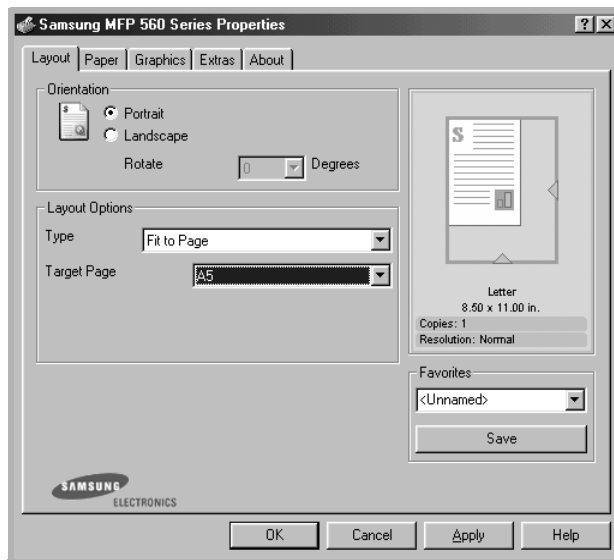 Samsung MFP 560 Series Properties
Layout
Paper
Graphics
Extras
About
Orientation
Portrait
Landscape
Rotate
0
Degrees
Layout Options
Type
Fit to Page
Target Page
A5
S
Letter
8.50 x 11.00 in.
Copies: 1
Resolution: Normal
Favorites
<Unnamed>
Save
SAMSUNG
ELECTRONICS
OK
Cancel
Apply
Help